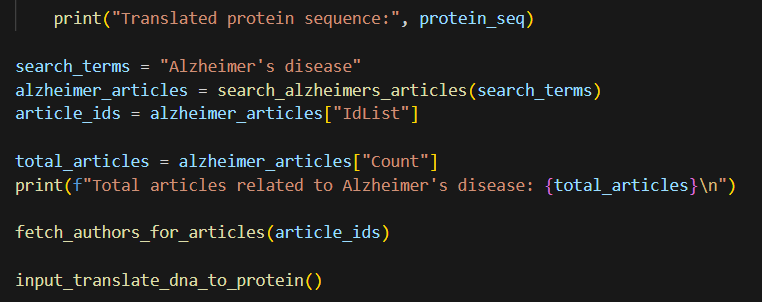 print("Translated protein sequence:", protein_seq)
search_terms = "Alzheimer's disease"
alzheimer_articles = search_alzheimers_articles(search_terms)
article_ids = alzheimer_articles["IdList"]
total_articles = alzheimer_articles["Count"]
print(f"Total articles related to Alzheimer's disease: {total_articles}\n")
fetch_authors_for_articles(article_ids)
input_translate_dna_to_protein()